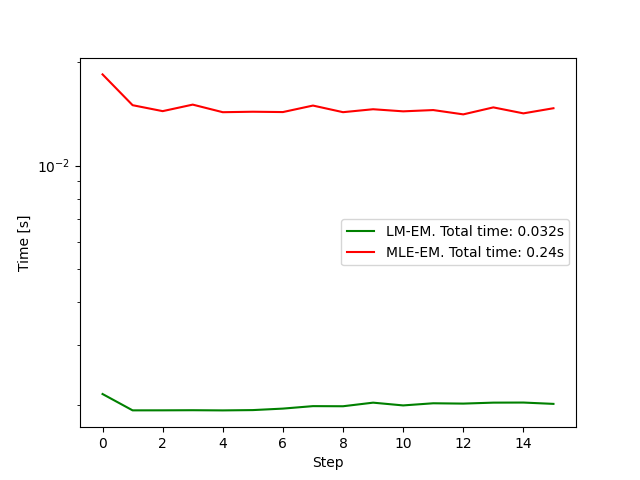 10⁻²
Time [s]
LM-EM. Total time: 0.032s
MLE-EM. Total time: 0.24s
0 2 4 6 8 10 12 14
Step